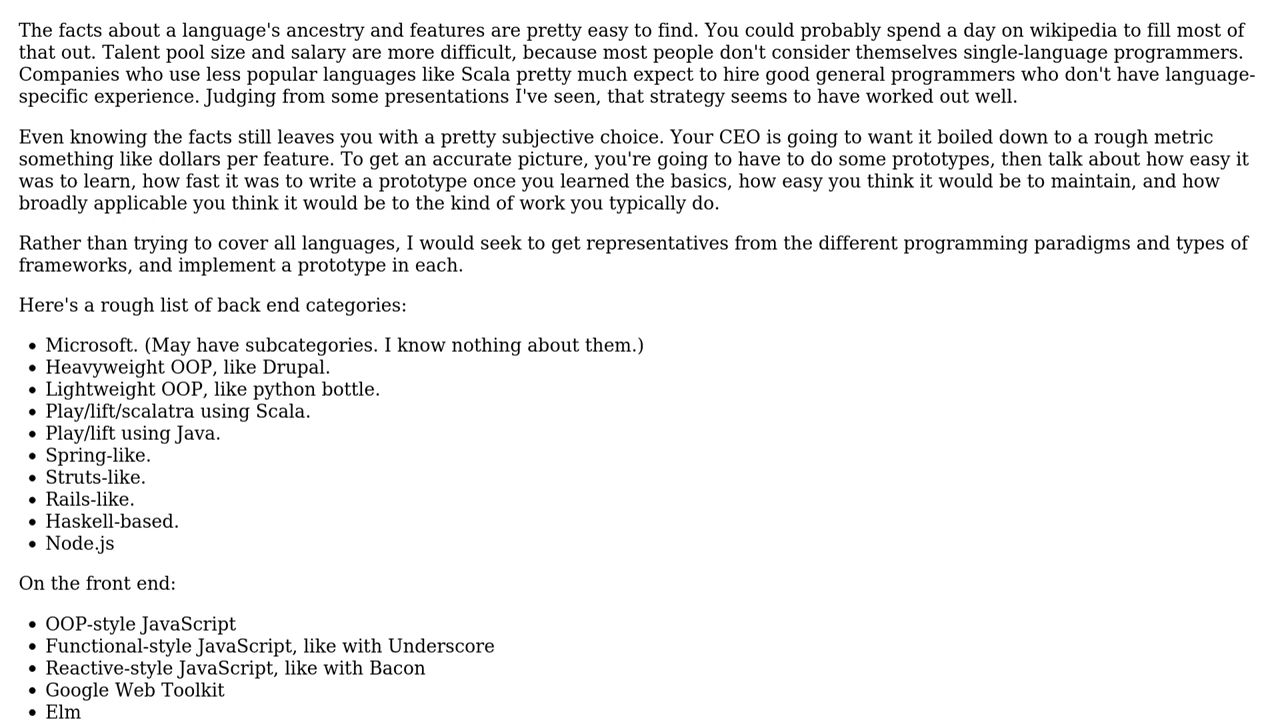 The facts about a language's ancestry and features are pretty easy to find. You could probably spend a day on wikipedia to fill most of
that out. Talent pool size and salary are more difficult, because most people don't consider themselves single-language programmers.
Companies who use less popular languages like Scala pretty much expect to hire good general programmers who don't have language-
specific experience. Judging from some presentations I've seen, that strategy seems to have worked out well.
Even knowing the facts still leaves you with a pretty subjective choice. Your CEO is going to want it boiled down to a rough metric
something like dollars per feature. To get an accurate picture, you're going to have to do some prototypes, then talk about how easy it
was to learn, how fast it was to write a prototype once you learned the basics, how easy you think it would be to maintain, and how
broadly applicable you think it would be to the kind of work you typically do.
Rather than trying to cover all languages, I would seek to get representatives from the different programming paradigms and types of
frameworks, and implement a prototype in each.
Here's a rough list of back end categories:
• Microsoft. (May have subcategories. I know nothing about them.)
• Heavyweight OOP, like Drupal.
• Lightweight OOP, like python bottle.
• Play/lift/scalatra using Scala.
• Play/lift using Java.
• Spring-like.
• Struts-like.
• Rails-like.
• Haskell-based.
• Node.js
On the front end:
• OOP-style JavaScript
• Functional-style JavaScript, like with Underscore
• Reactive-style JavaScript, like with Bacon
• Google Web Toolkit
• Elm